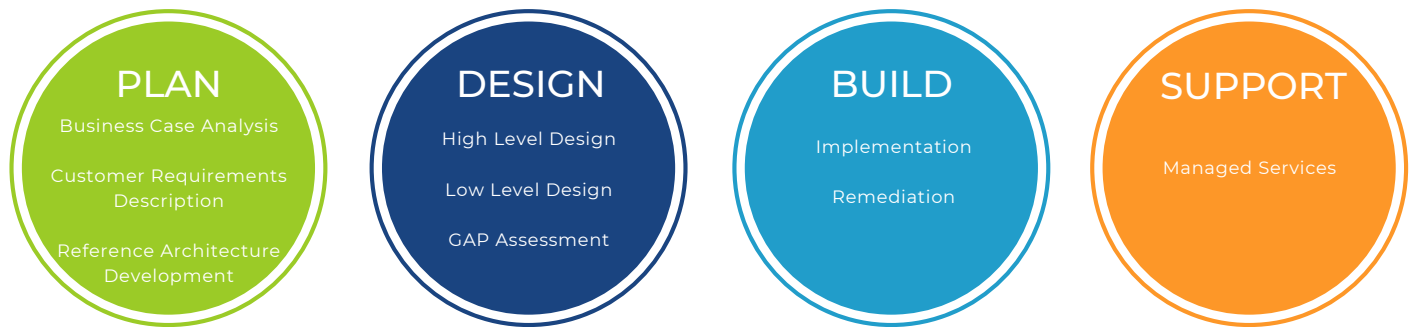 PLAN
Business Case Analysis
Customer Requirements
Description
Reference Architecture
Development
DESIGN
High Level Design
Low Level Design
GAP Assessment
BUILD
Implementation
Remediation
SUPPORT
Managed Services